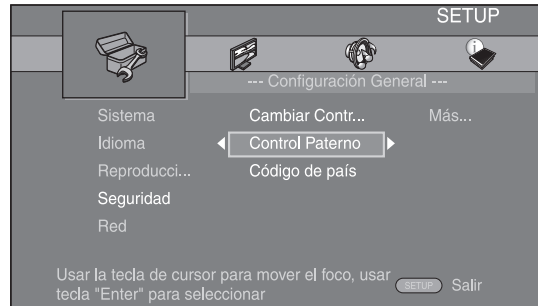 SETUP
--- Configuración General ---
Sistema Cambiar Contr... Más...
Idioma Control Paterno
Reproducci... Código de país
Seguridad
Red
Usar la tecla de cursor para mover el foco, usar
tecla "Enter" para seleccionar
SETUP Salir